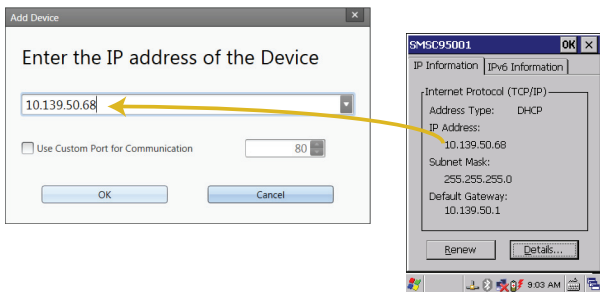 Add Device
Enter the IP address of the Device
10.139.50.68
Use Custom Port for Communication
80
OK
Cancel
SMSC95001
OK
IP Information
IPv6 Information
Internet Protocol (TCP/IP)
Address Type: DHCP
IP Address:
10.139.50.68
Subnet Mask:
255.255.255.0
Default Gateway:
10.139.50.1
Renew
Details...
9:03 AM